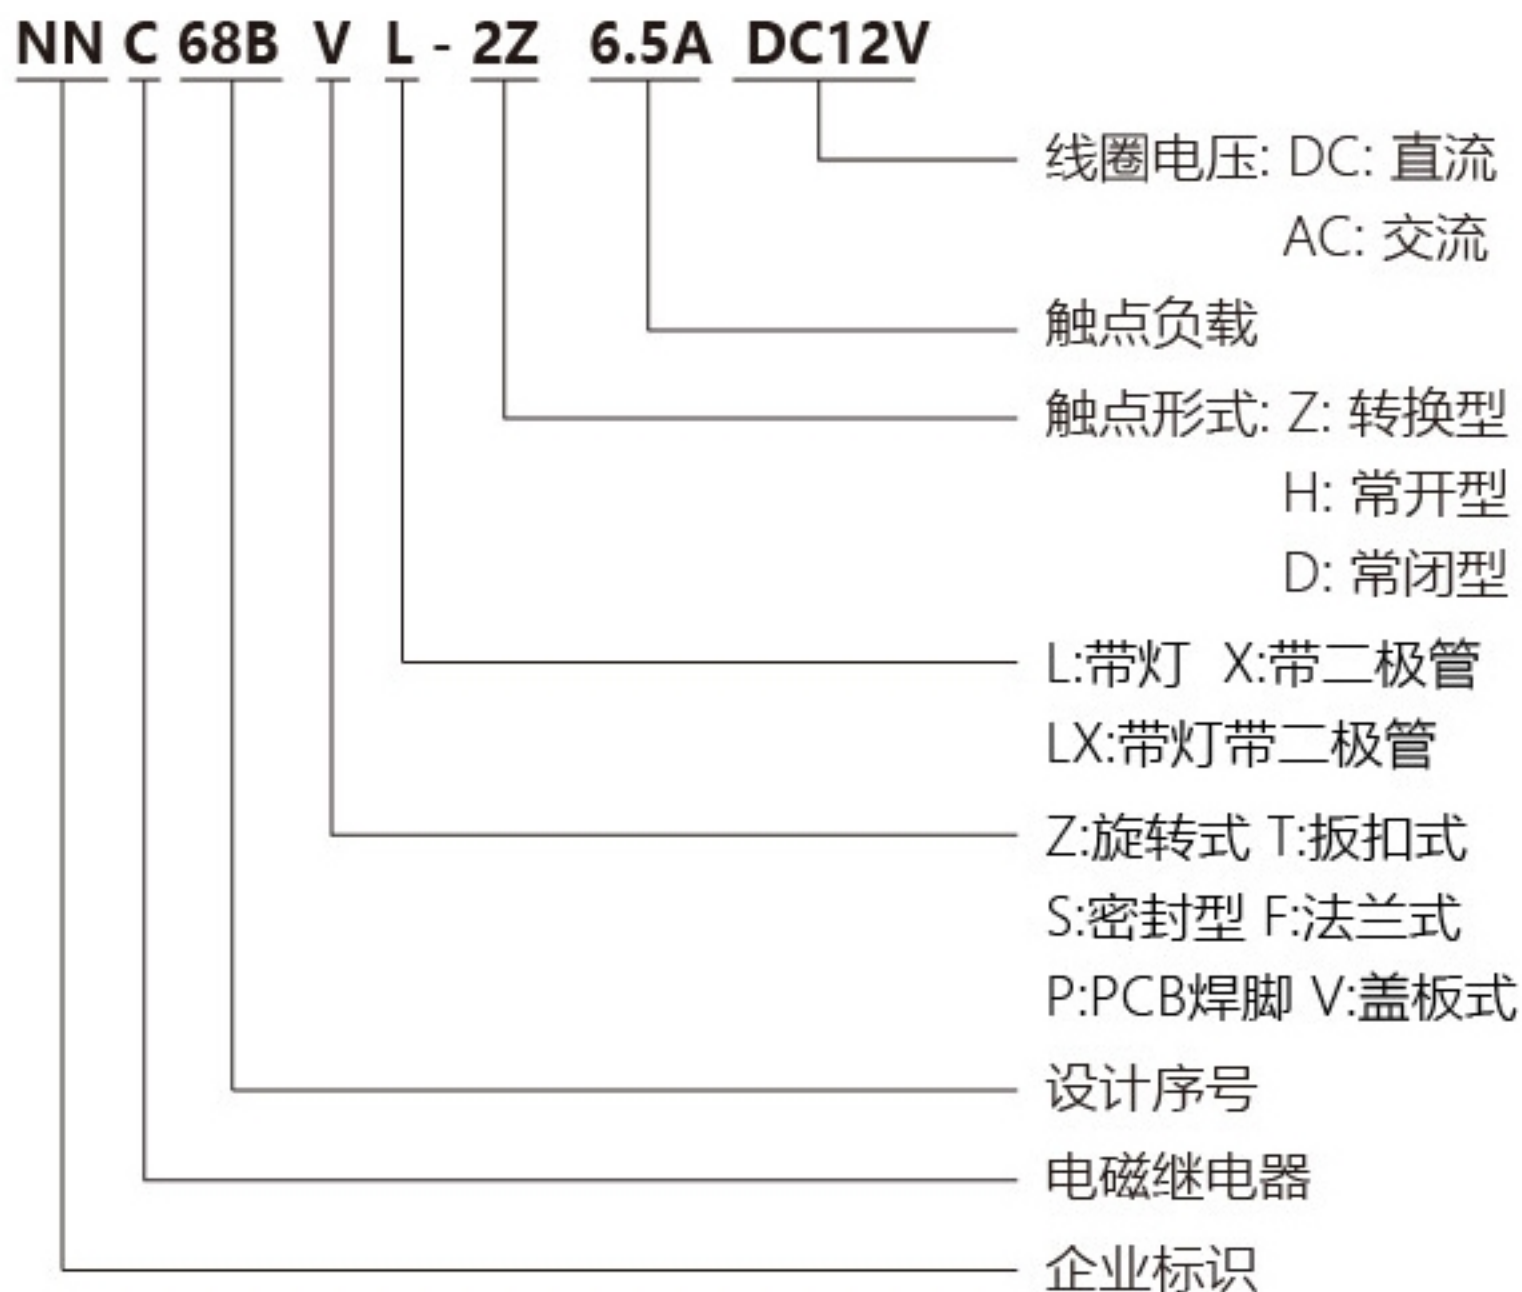 NN C 68B V L - 2Z 6.5A DC12V
线圈电压: DC: 直流
AC: 交流
触点负载
触点形式: Z: 转换型
H: 常开型
D: 常闭型
L:带灯 X:带二极管
LX:带灯带二极管
Z:旋转式 T:扳扣式
S:密封型 F:法兰式
P:PCB焊脚 V:盖板式
设计序号
电磁继电器
企业标识